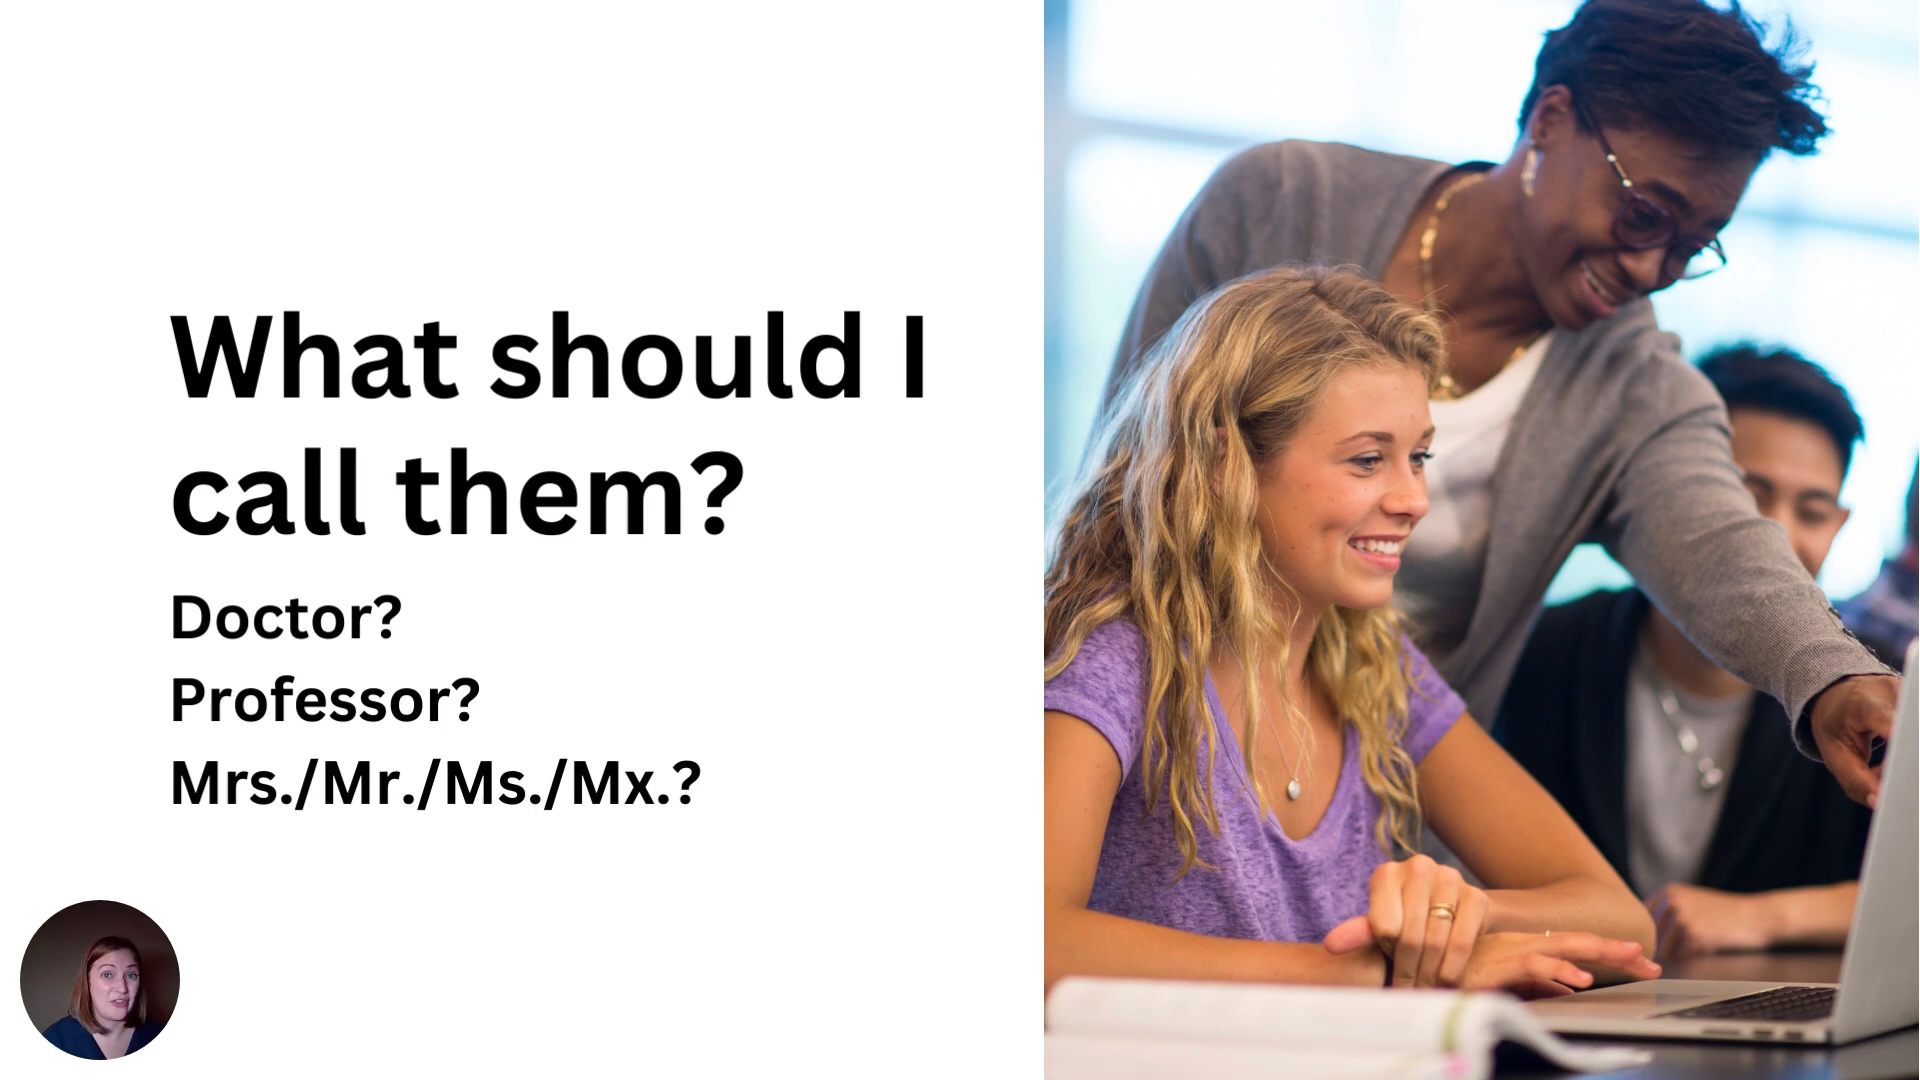 What should I
call them?
Doctor?
Professor?
Mrs./Mr./Ms./Mx.?